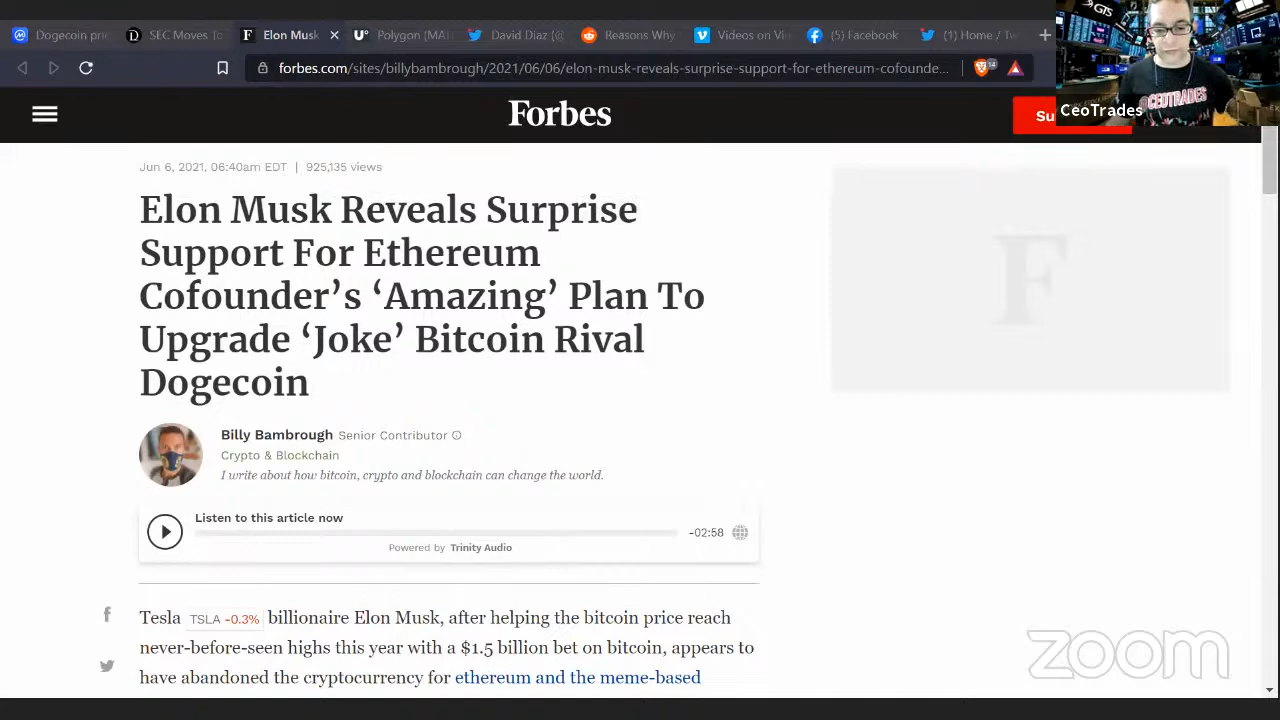 Dogecoin pri
SEC Moves To
F Elon Musk
Polygon (MA
David Diaz (@
Reasons Why
Videos on Vi
(5) Facebook
(1) Home / Tw
forbes.com/sites/billybambrough/2021/06/06/elon-musk-reveals-surprise-support-for-ethereum-cofounde...
14
GTS
CEOTRADES
CeoTrades
Forbes
Su
Jun 6, 2021, 06:40am EDT | 925,135 views
Elon Musk Reveals Surprise
Support For Ethereum
Cofounder’s ‘Amazing’ Plan To
Upgrade ‘Joke’ Bitcoin Rival
Dogecoin
F
Billy Bambrough Senior Contributor
Crypto & Blockchain
I write about how bitcoin, crypto and blockchain can change the world.
Listen to this article now
-02:58
Powered by Trinity Audio
Tesla TSLA -0.3% billionaire Elon Musk, after helping the bitcoin price reach
never-before-seen highs this year with a $1.5 billion bet on bitcoin, appears to
have abandoned the cryptocurrency for ethereum and the meme-based
zoom